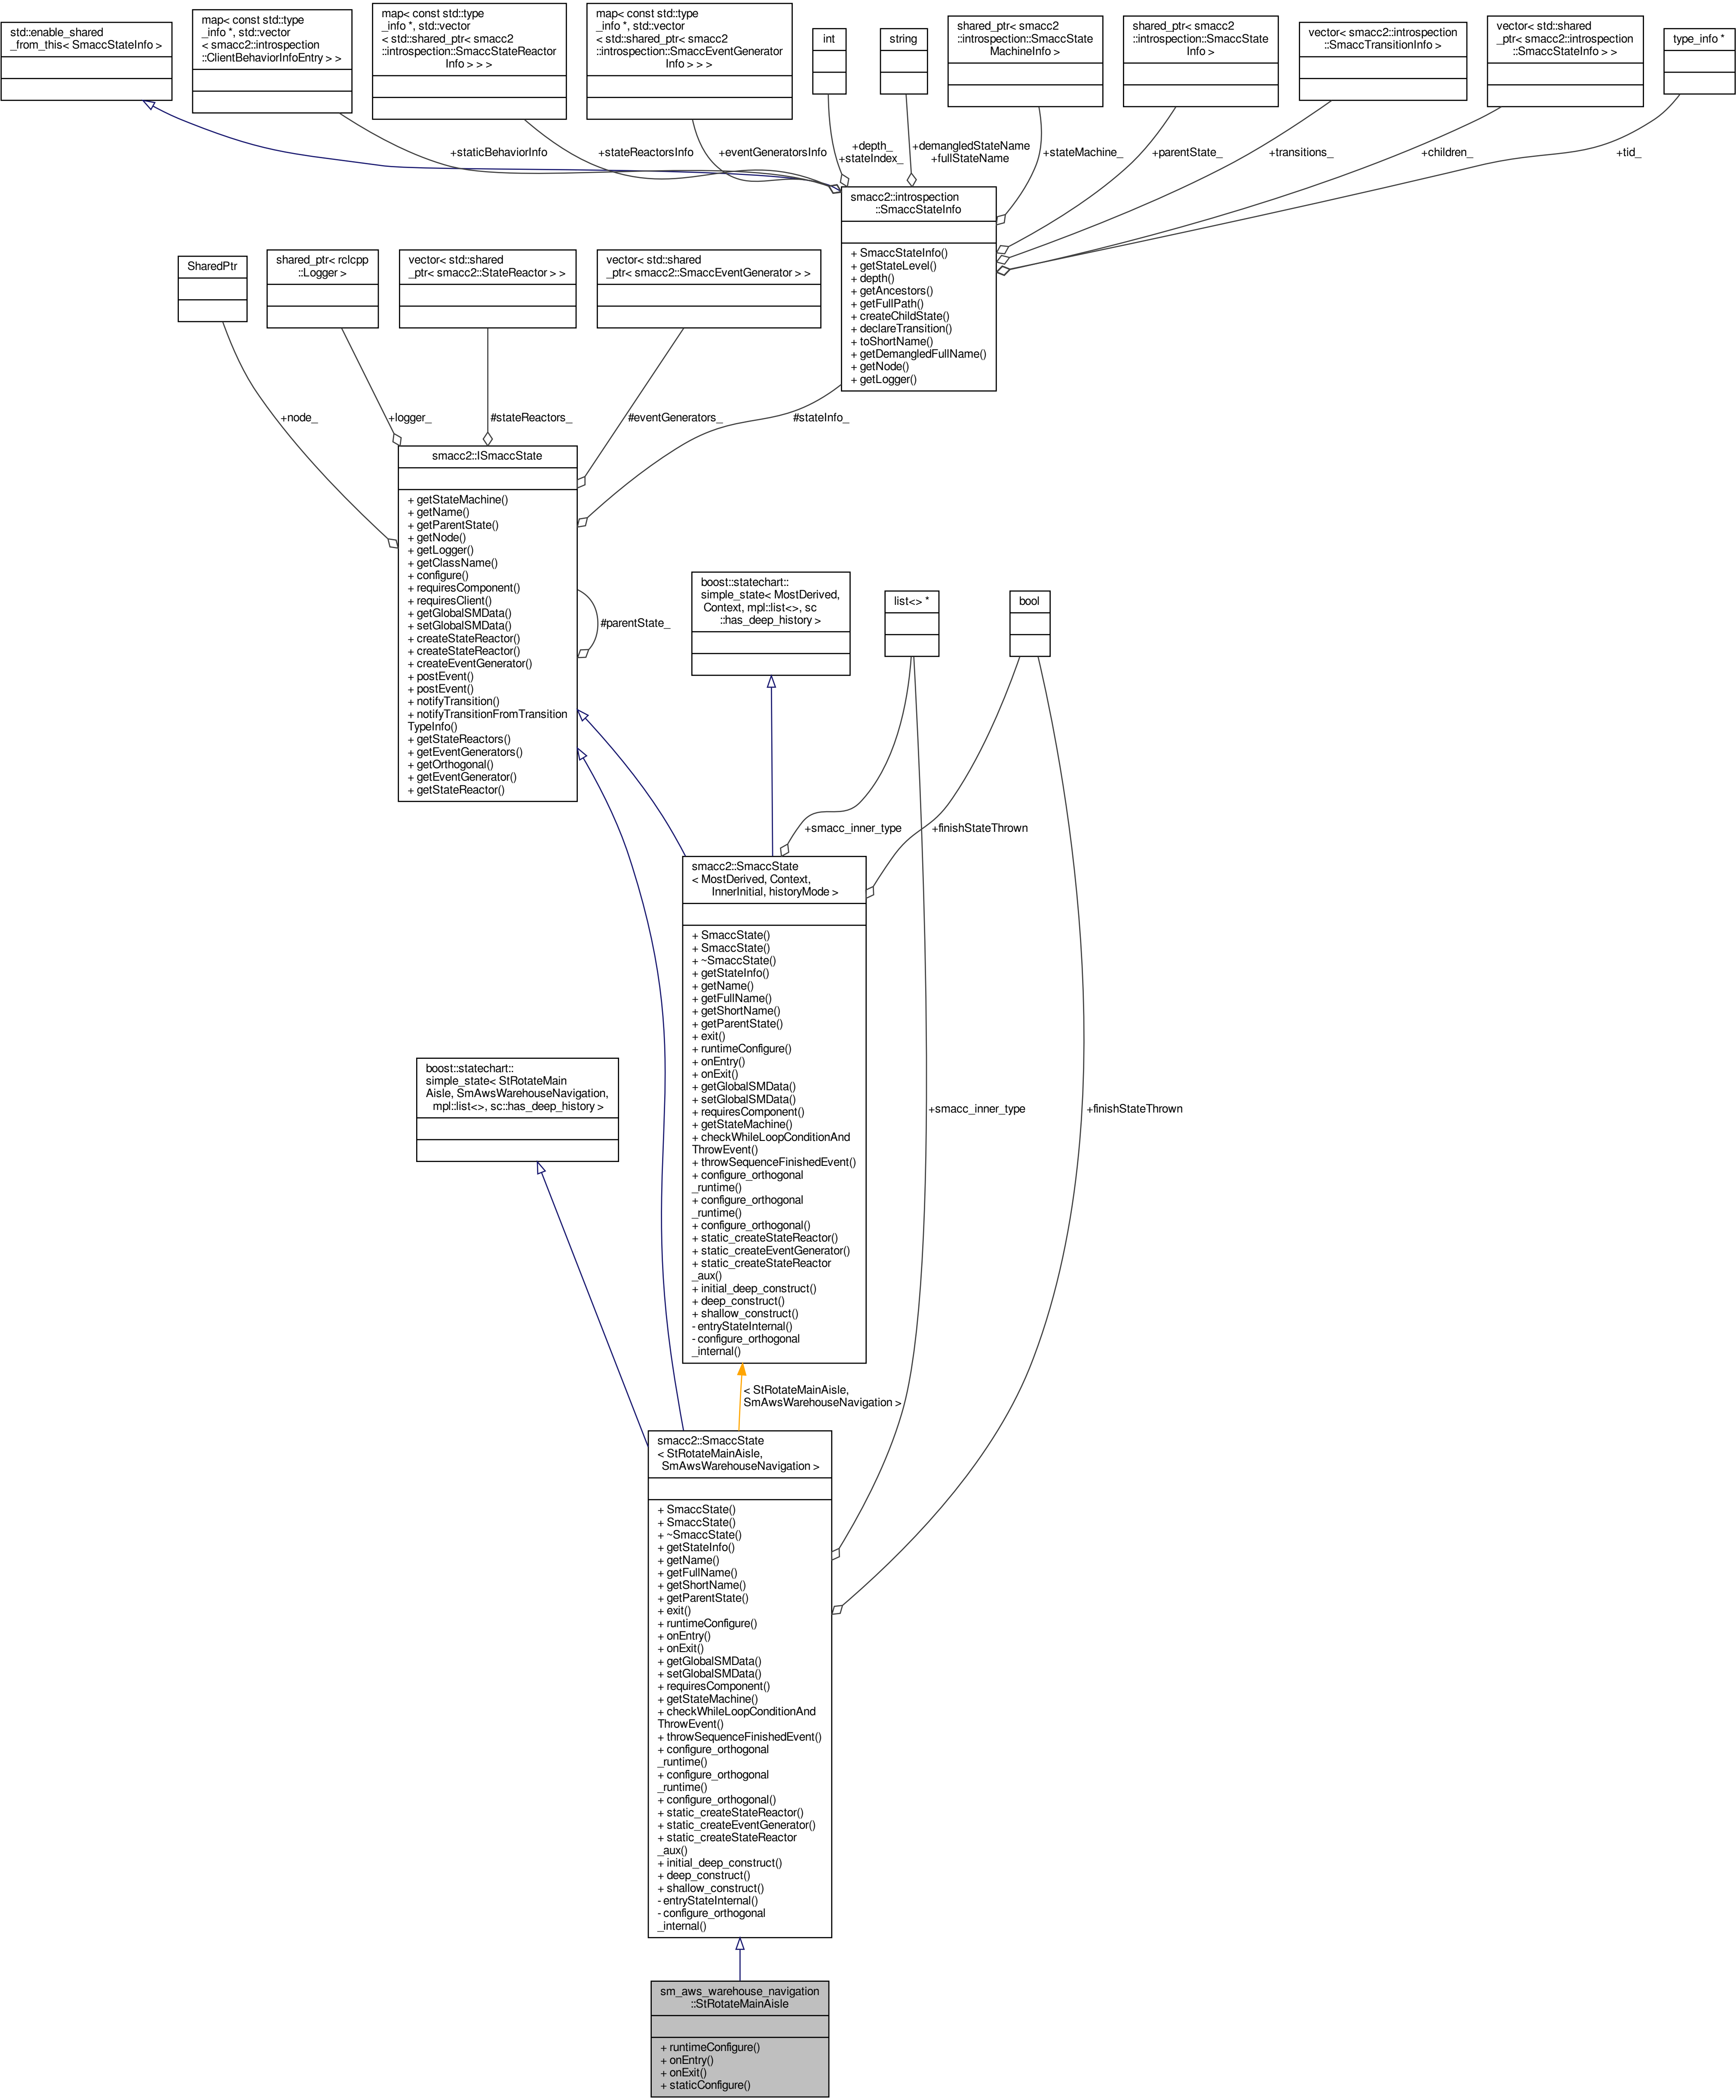 std::enable_shared
_from_this< SmaccStateInfo >
map< const std::type
_info *, std::vector
< smacc2::introspection
::ClientBehaviorInfoEntry > >
map< const std::type
_info *, std::vector
< std::shared_ptr< smacc2
::introspection::SmaccStateReactor
Info > > >
map< const std::type
_info *, std::vector
< std::shared_ptr< smacc2
::introspection::SmaccEventGenerator
Info > > >
int
string
shared_ptr< smacc2
::introspection::SmaccState
MachineInfo >
shared_ptr< smacc2
::introspection::SmaccState
Info >
vector< smacc2::introspection
::SmaccTransitionInfo >
vector< std::shared
_ptr< smacc2::introspection
::SmaccStateInfo > >
type_info *
+staticBehaviorInfo
+stateReactorsInfo
+eventGeneratorsInfo
+depth_
+stateIndex_
+demangledStateName
+fullStateName
+stateMachine_
+parentState_
+transitions_
+children_
+tid_
smacc2::introspection
::SmaccStateInfo
+ SmaccStateInfo()
+ getStateLevel()
+ depth()
+ getAncestors()
+ getFullPath()
+ createChildState()
+ declareTransition()
+ toShortName()
+ getDemangledFullName()
+ getNode()
+ getLogger()
SharedPtr
shared_ptr< rclcpp
::Logger >
vector< std::shared
_ptr< smacc2::StateReactor > >
vector< std::shared
_ptr< smacc2::SmaccEventGenerator > >
+node_
+logger_
#stateReactors_
#eventGenerators_
#stateInfo_
smacc2::ISmaccState
+ getStateMachine()
+ getName()
+ getParentState()
+ getNode()
+ getLogger()
+ getClassName()
+ configure()
+ requiresComponent()
+ requiresClient()
+ getGlobalSMData()
+ setGlobalSMData()
+ createStateReactor()
+ createStateReactor()
+ createEventGenerator()
+ postEvent()
+ postEvent()
+ notifyTransition()
+ notifyTransitionFromTransition
TypeInfo()
+ getStateReactors()
+ getEventGenerators()
+ getOrthogonal()
+ getEventGenerator()
+ getStateReactor()
#parentState_
boost::statechart::
simple_state< MostDerived,
Context, mpl::list<>, sc
::has_deep_history >
list<> *
bool
+smacc_inner_type
+finishStateThrown
smacc2::SmaccState
< MostDerived, Context,
InnerInitial, historyMode >
+ SmaccState()
+ SmaccState()
+ ~SmaccState()
+ getStateInfo()
+ getName()
+ getFullName()
+ getShortName()
+ getParentState()
+ exit()
+ runtimeConfigure()
+ onEntry()
+ onExit()
+ getGlobalSMData()
+ setGlobalSMData()
+ requiresComponent()
+ getStateMachine()
+ checkWhileLoopConditionAnd
ThrowEvent()
+ throwSequenceFinishedEvent()
+ configure_orthogonal
_runtime()
+ configure_orthogonal
_runtime()
+ configure_orthogonal()
+ static_createStateReactor()
+ static_createEventGenerator()
+ static_createStateReactor
_aux()
+ initial_deep_construct()
+ deep_construct()
+ shallow_construct()
- entryStateInternal()
- configure_orthogonal
_internal()
boost::statechart::
simple_state< StRotateMain
Aisle, SmAwsWarehouseNavigation,
mpl::list<>, sc::has_deep_history >
+smacc_inner_type
+finishStateThrown
< StRotateMainAisle,
SmAwsWarehouseNavigation >
smacc2::SmaccState
< StRotateMainAisle,
SmAwsWarehouseNavigation >
+ SmaccState()
+ SmaccState()
+ ~SmaccState()
+ getStateInfo()
+ getName()
+ getFullName()
+ getShortName()
+ getParentState()
+ exit()
+ runtimeConfigure()
+ onEntry()
+ onExit()
+ getGlobalSMData()
+ setGlobalSMData()
+ requiresComponent()
+ getStateMachine()
+ checkWhileLoopConditionAnd
ThrowEvent()
+ throwSequenceFinishedEvent()
+ configure_orthogonal
_runtime()
+ configure_orthogonal
_runtime()
+ configure_orthogonal()
+ static_createStateReactor()
+ static_createEventGenerator()
+ static_createStateReactor
_aux()
+ initial_deep_construct()
+ deep_construct()
+ shallow_construct()
- entryStateInternal()
- configure_orthogonal
_internal()
sm_aws_warehouse_navigation
::StRotateMainAisle
+ runtimeConfigure()
+ onEntry()
+ onExit()
+ staticConfigure()